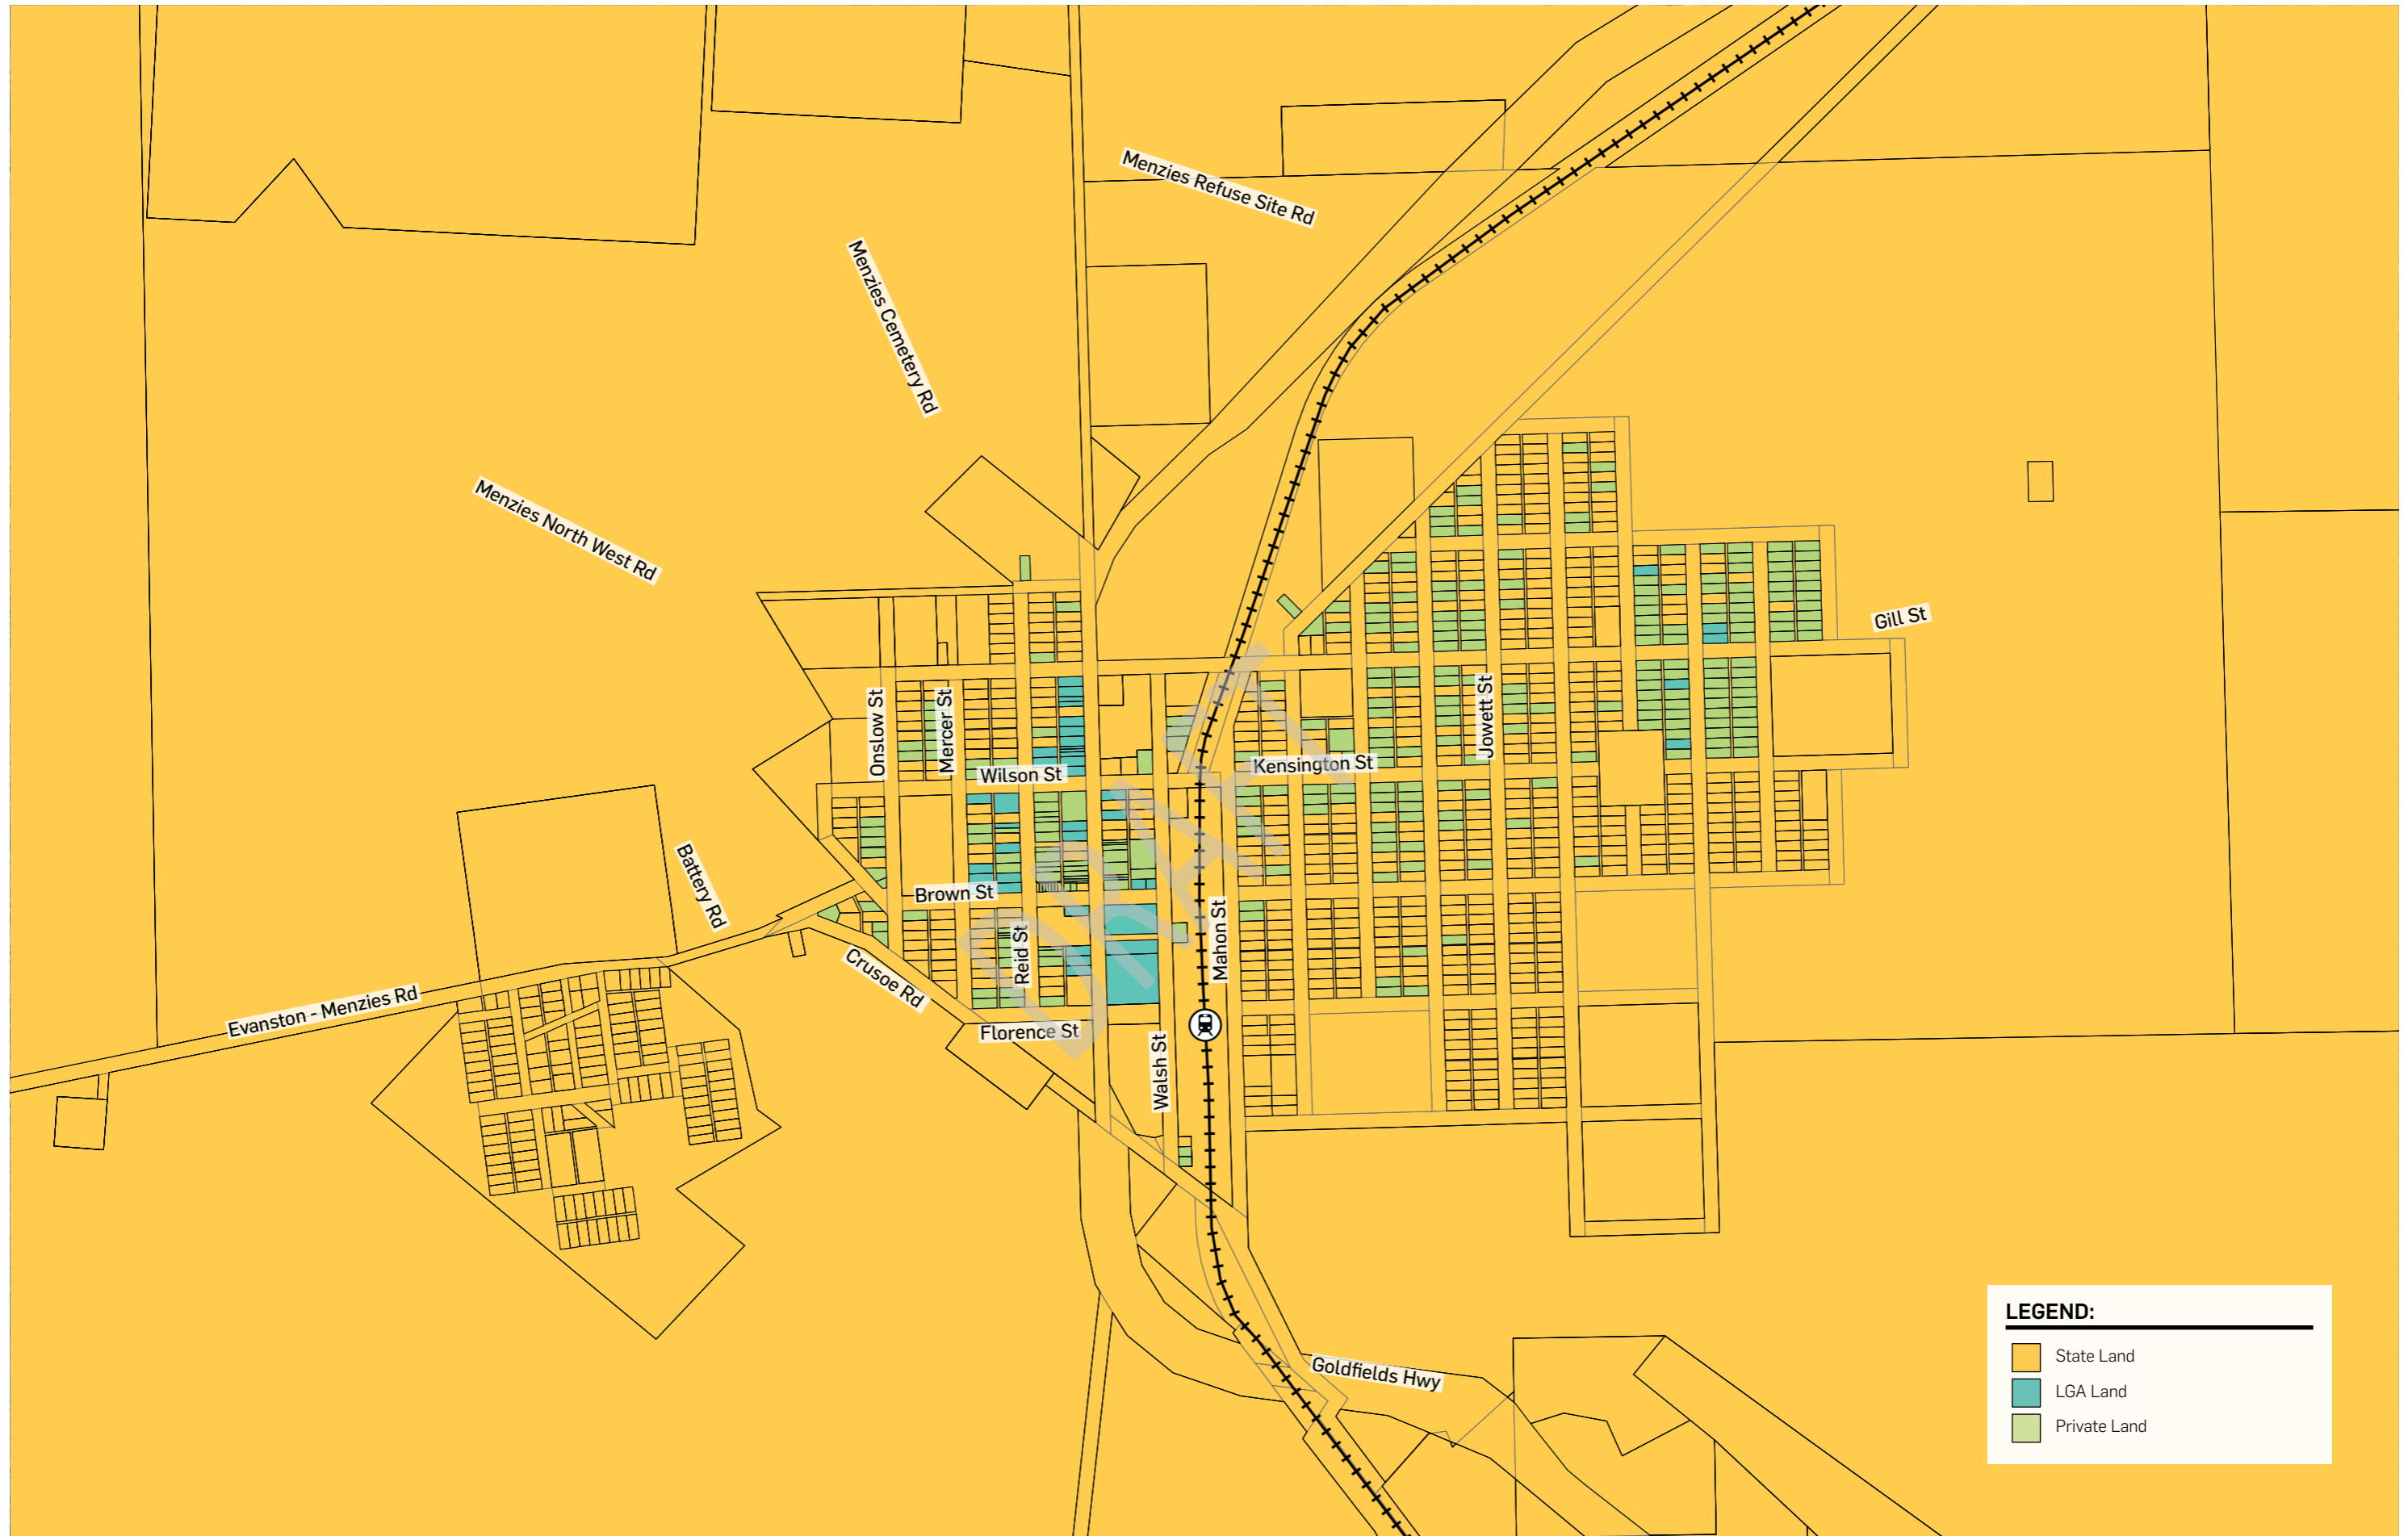 Menzies Refuse Site Rd
Menzies Cemetery Rd
Menzies North West Rd
Gill St
Onslow St
Mercer St
Jowett St
Wilson St
Kensington St
Battery Rd
Brown St
Reid St
Mahon St
Crusoe Rd
Evanston - Menzies Rd
Florence St
Walsh St
DRAFT
Goldfields Hwy
LEGEND:
State Land
LGA Land
Private Land